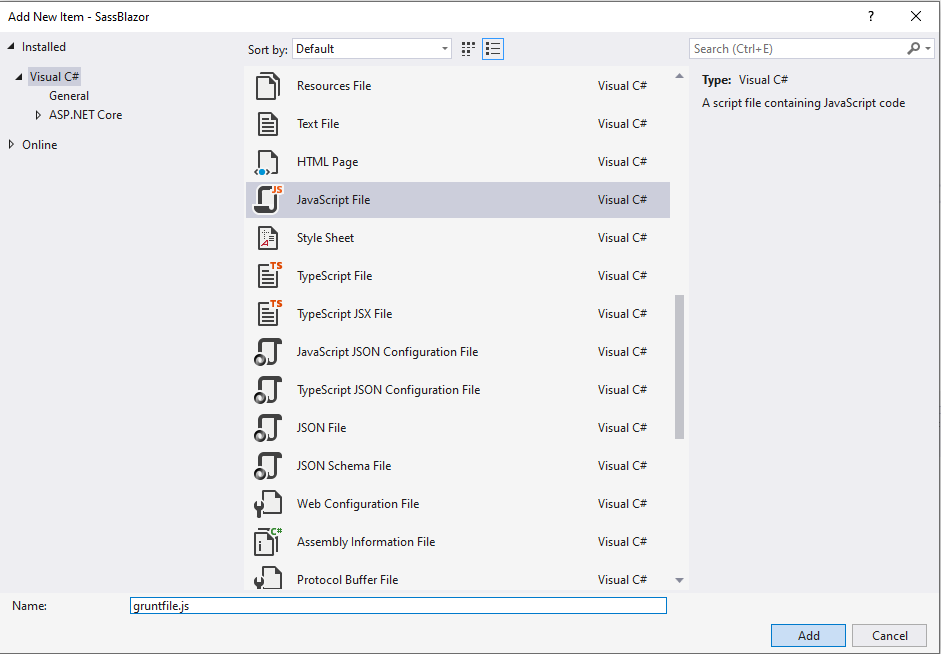 Add New Item - SassBlazor
?
Installed
Sort by: Default
Search (Ctrl+E)
Visual C#
General
ASP.NET Core
Online
Resources File Visual C#
Text File Visual C#
HTML Page Visual C#
JS JavaScript File Visual C#
Style Sheet Visual C#
TS TypeScript File Visual C#
TS TypeScript JSX File Visual C#
JavaScript JSON Configuration File Visual C#
TypeScript JSON Configuration File Visual C#
JSON File Visual C#
JSON Schema File Visual C#
Web Configuration File Visual C#
C# Assembly Information File Visual C#
Protocol Buffer File Visual C#
Type: Visual C#
A script file containing JavaScript code
Name: gruntfile.js
Add Cancel